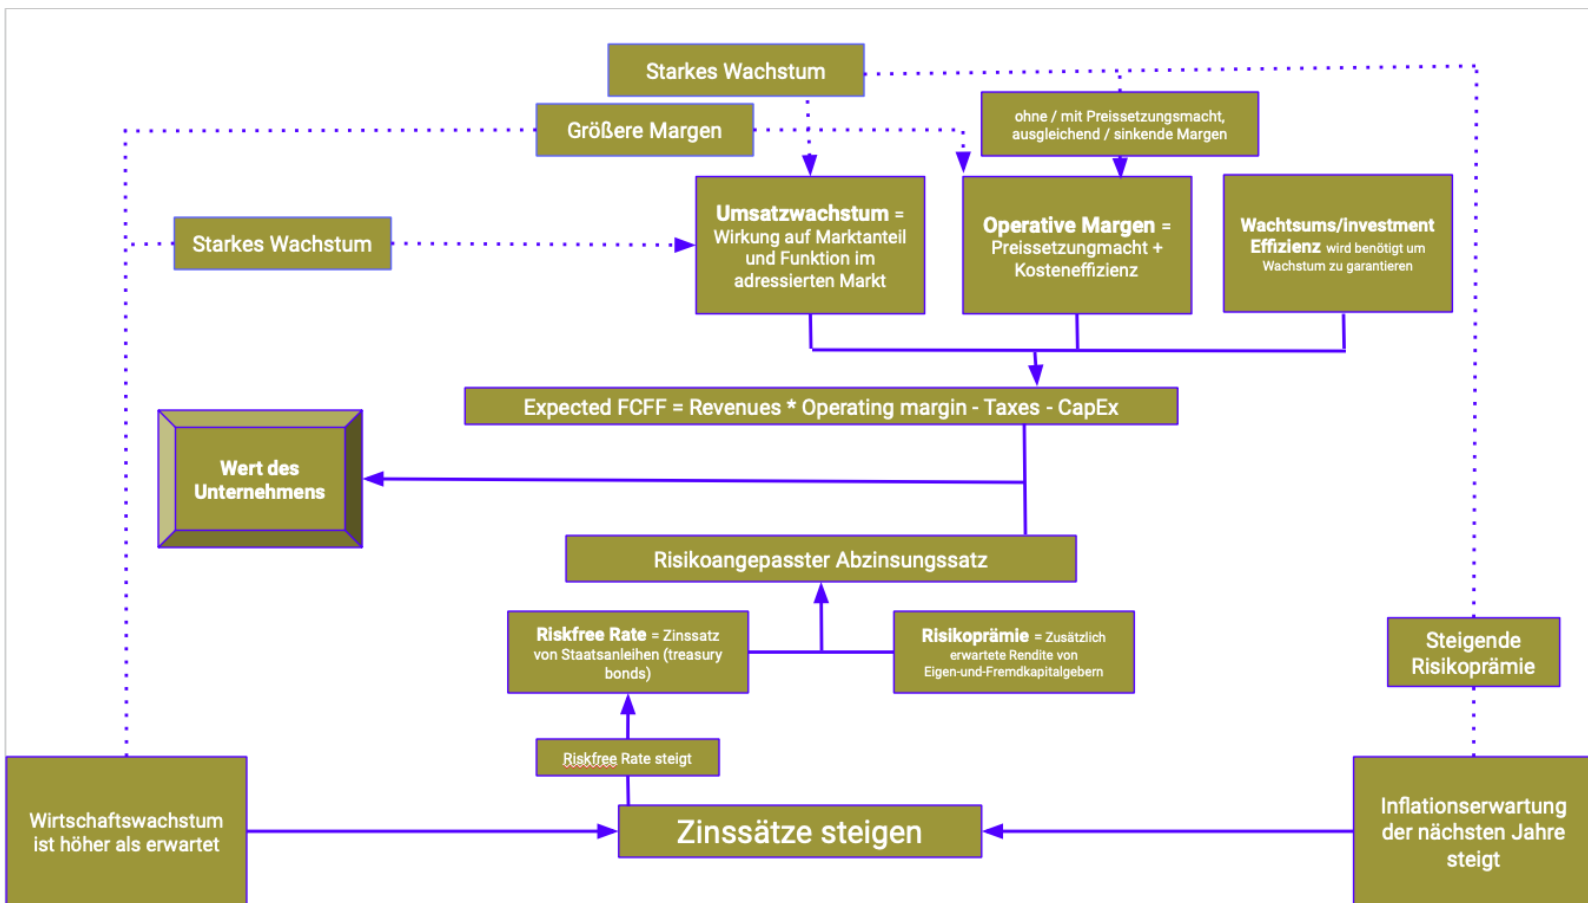 Starkes Wachstum
Größere Margen
ohne / mit Preissetzungsmacht,
ausgleichend / sinkende Margen
Starkes Wachstum
Umsatzwachstum =
Wirkung auf Marktanteil
und Funktion im
adressierten Markt
Operative Margen =
Preissetzungmacht +
Kosteneffizienz
Wachtsums/investment
Effizienz wird benötigt um
Wachstum zu garantieren
Expected FCFF = Revenues * Operating margin - Taxes - CapEx
Wert des
Unternehmens
Risikoangepasster Abzinsungssatz
Riskfree Rate = Zinssatz
von Staatsanleihen (treasury
bonds)
Risikoprämie = Zusätzlich
erwartete Rendite von
Eigen-und-Fremdkapitalgebern
Steigende
Risikoprämie
Riskfree Rate steigt
Wirtschaftswachstum
ist höher als erwartet
Zinssätze steigen
Inflationserwartung
der nächsten Jahre
steigt